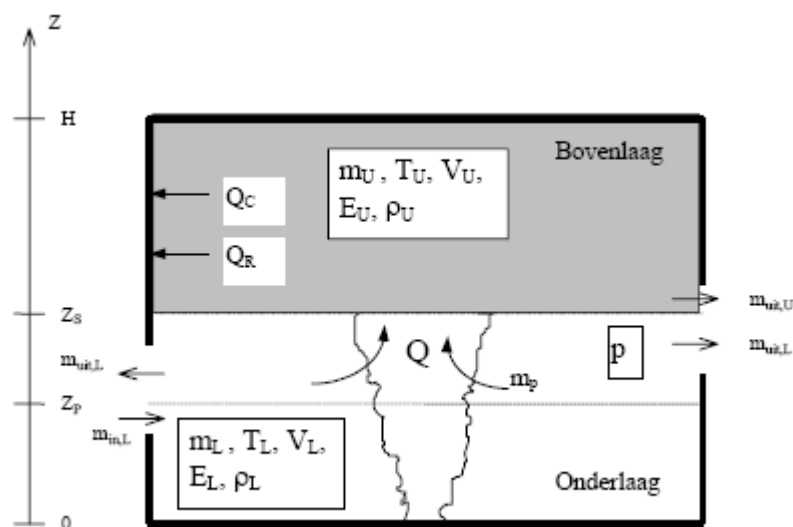 Z
H
Bovenlaag
m_U , T_U, V_U,
E_U, ρ_U
Q_C
Q_R
m_uit,U
Z_S
Q
p
m_uit,L
m_uit,L
m_p
Z_P
m_in,L
m_L , T_L, V_L,
E_L, ρ_L
Onderlaag
0